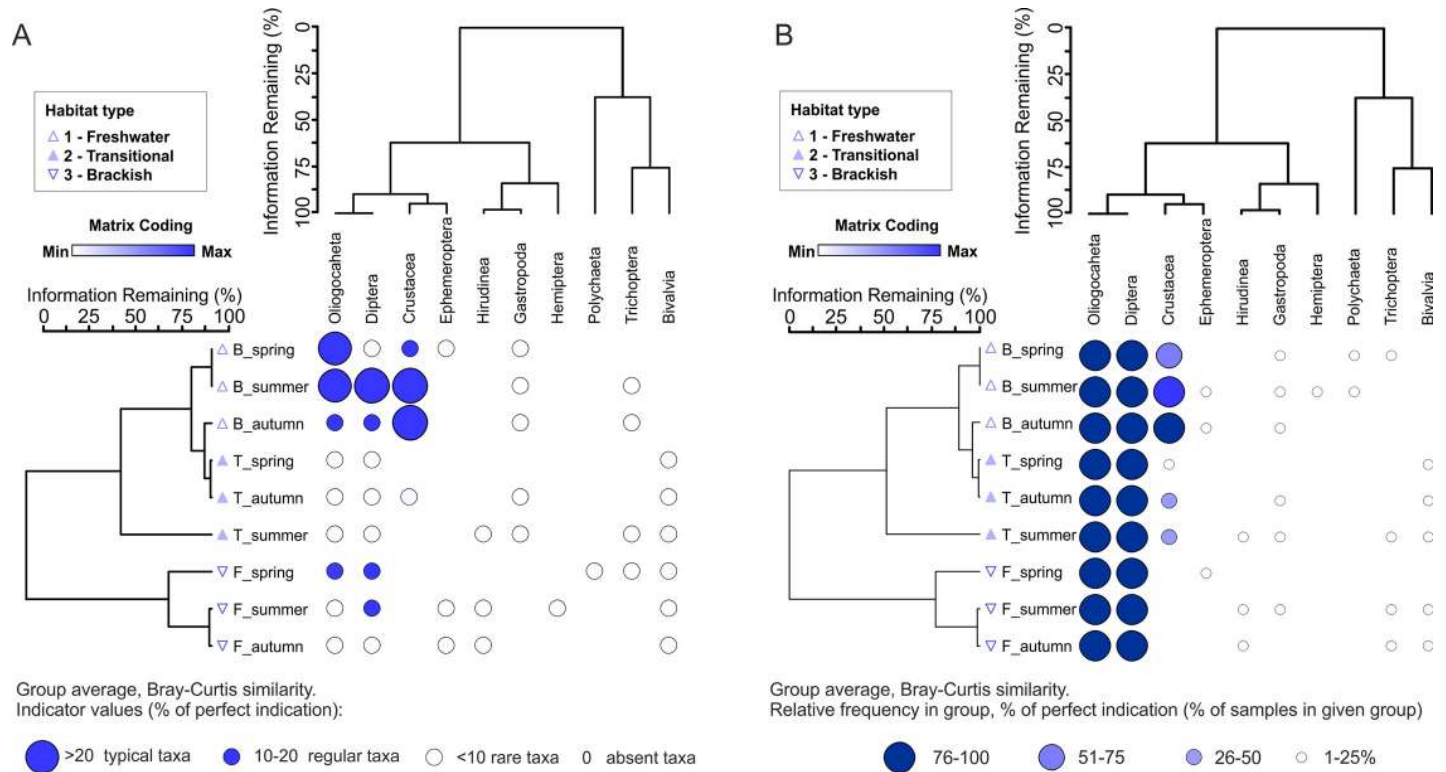 A
Information Remaining (%)
0
25
50
75
100
Habitat type
1 - Freshwater
2 - Transitional
3 - Brackish
Matrix Coding
Min
Max
Information Remaining (%)
0 25 50 75 100
Oliogocaheta
Diptera
Crustacea
Ephemeroptera
Hirudinea
Gastropoda
Hemiptera
Polychaeta
Trichoptera
Bivalvia
B_spring
B_summer
B_autumn
T_spring
T_autumn
T_summer
F_spring
F_summer
F_autumn
Group average, Bray-Curtis similarity.
Indicator values (% of perfect indication):
>20 typical taxa
10-20 regular taxa
<10 rare taxa
0 absent taxa
B
Information Remaining (%)
0
25
50
75
100
Habitat type
1 - Freshwater
2 - Transitional
3 - Brackish
Matrix Coding
Min
Max
Information Remaining (%)
0 25 50 75 100
Oliogocaheta
Diptera
Crustacea
Ephemeroptera
Hirudinea
Gastropoda
Hemiptera
Polychaeta
Trichopter
Bivalvia
B_spring
B_summer
B_autumn
T_spring
T_autumn
T_summer
F_spring
F_summer
F_autumn
Group average, Bray-Curtis similarity.
Relative frequency in group, % of perfect indication (% of samples in given group)
76-100
51-75
26-50
1-25%